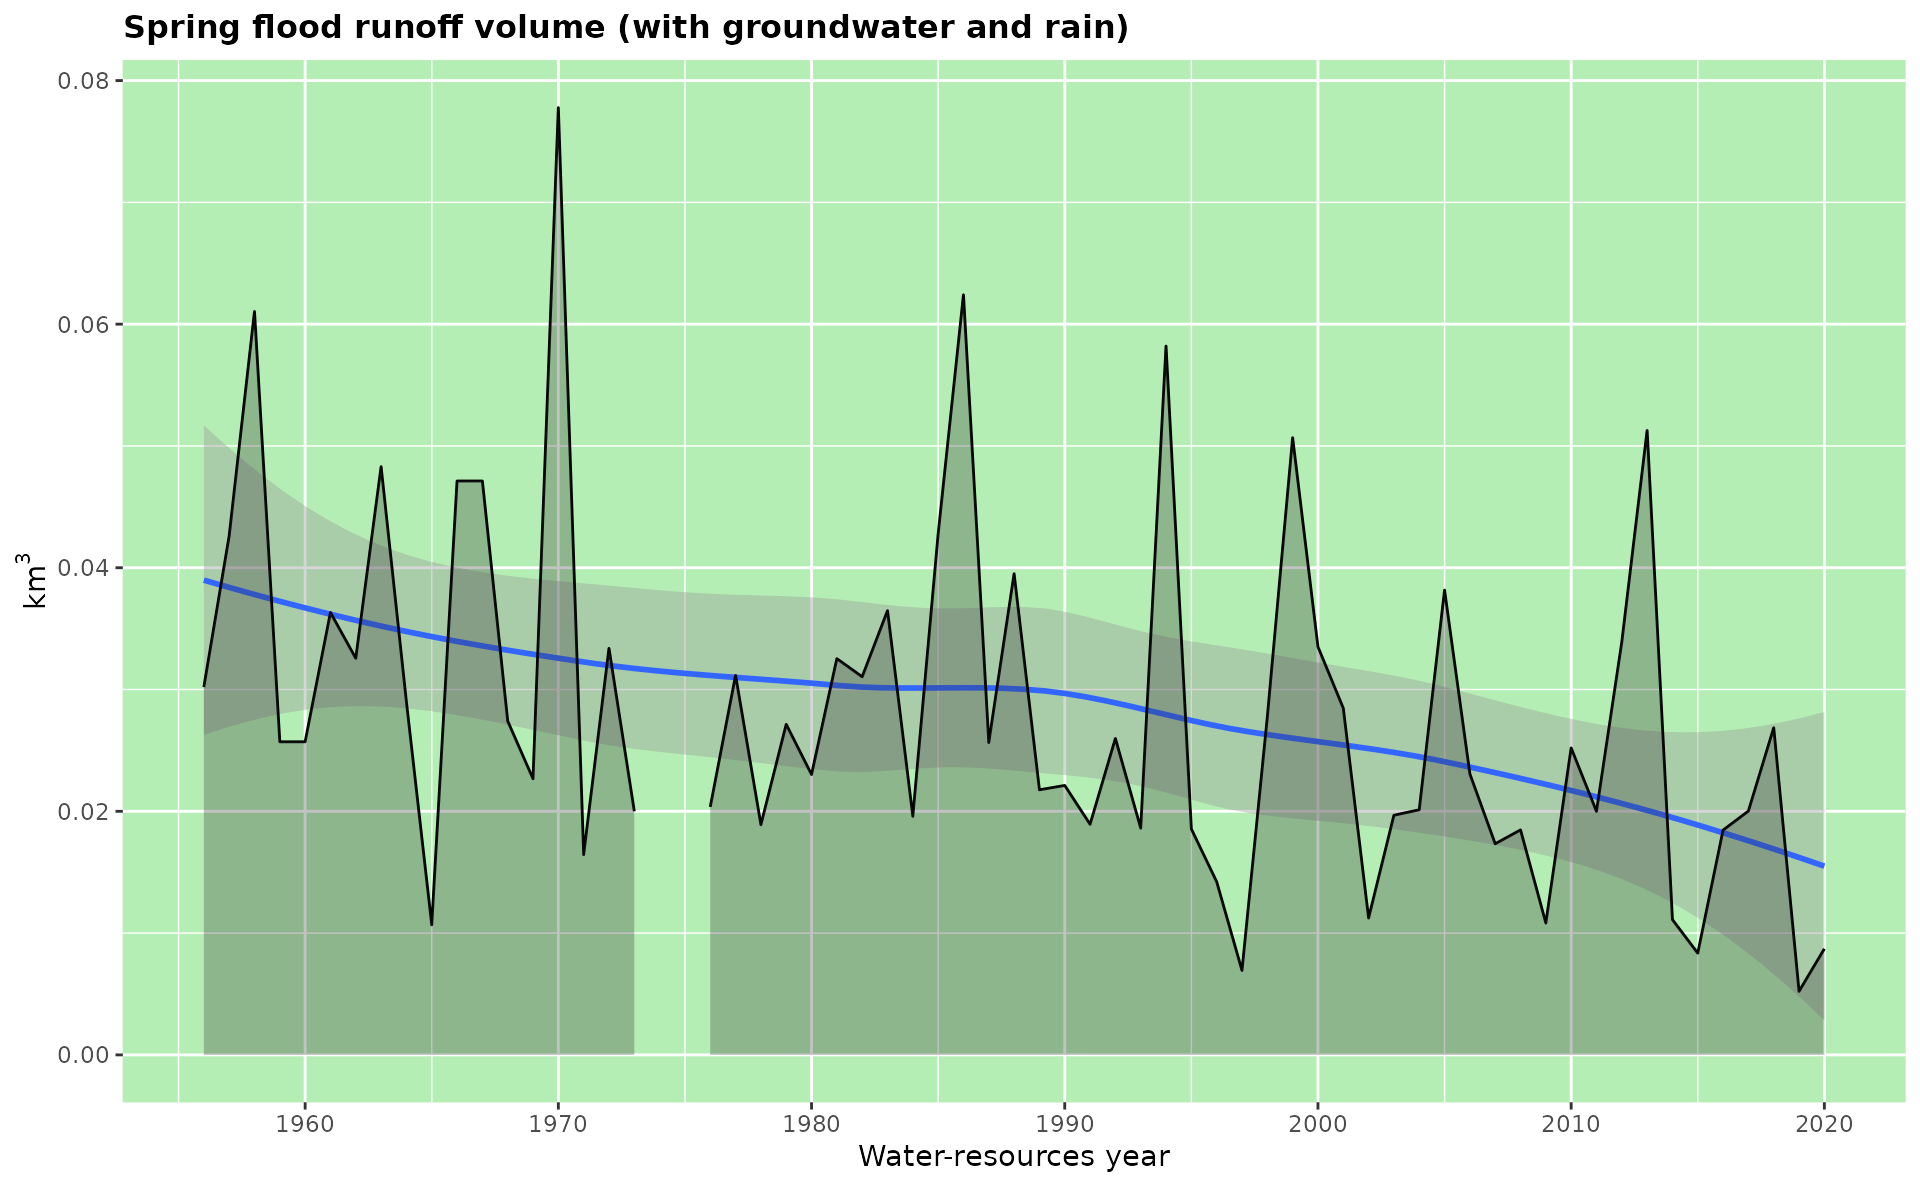 Spring flood runoff volume (with groundwater and rain)
0.08
0.06
0.04
0.02
0.00
km³
1960 1970 1980 1990 2000 2010 2020
Water-resources year